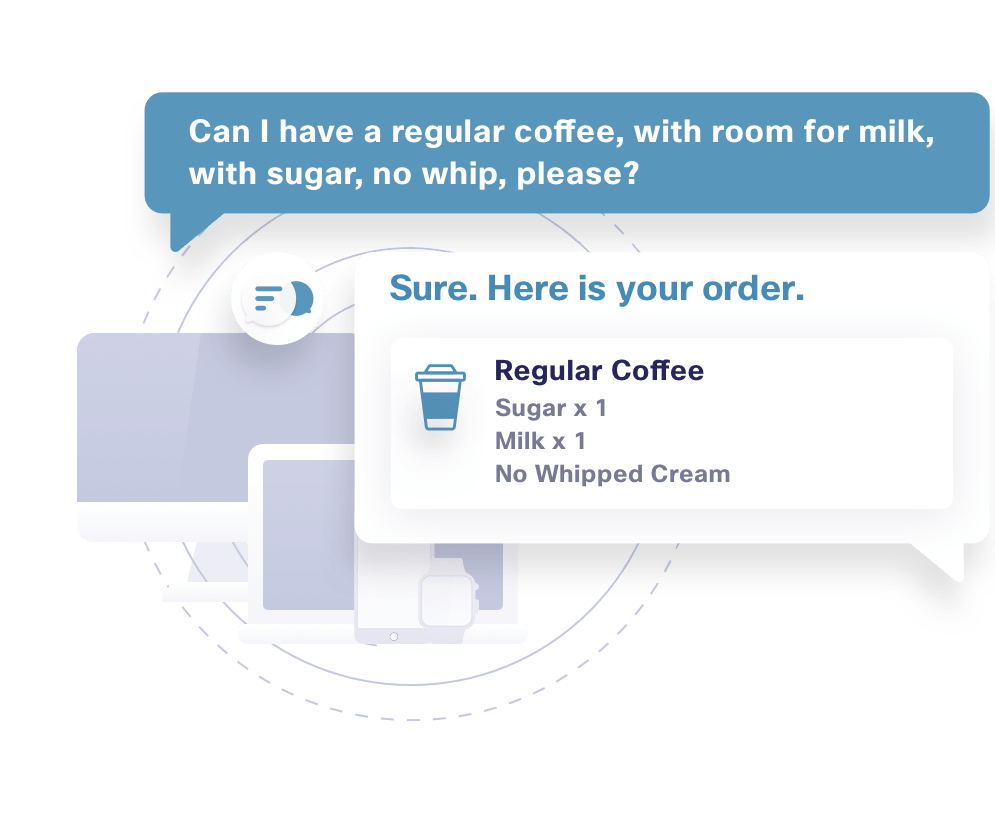 Can I have a regular coffee, with room for milk,
with sugar, no whip, please?
Sure. Here is your order.
Regular Coffee
Sugar x 1
Milk x 1
No Whipped Cream